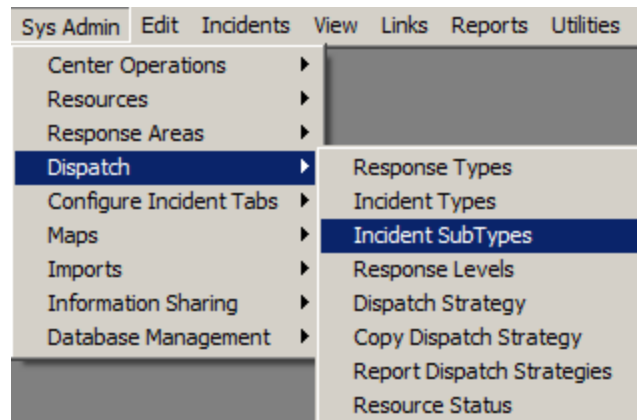 Sys Admin Edit Incidents View Links Reports Utilities
Center Operations
Resources
Response Areas
Dispatch
Configure Incident Tabs
Maps
Imports
Information Sharing
Database Management
Response Types
Incident Types
Incident SubTypes
Response Levels
Dispatch Strategy
Copy Dispatch Strategy
Report Dispatch Strategies
Resource Status